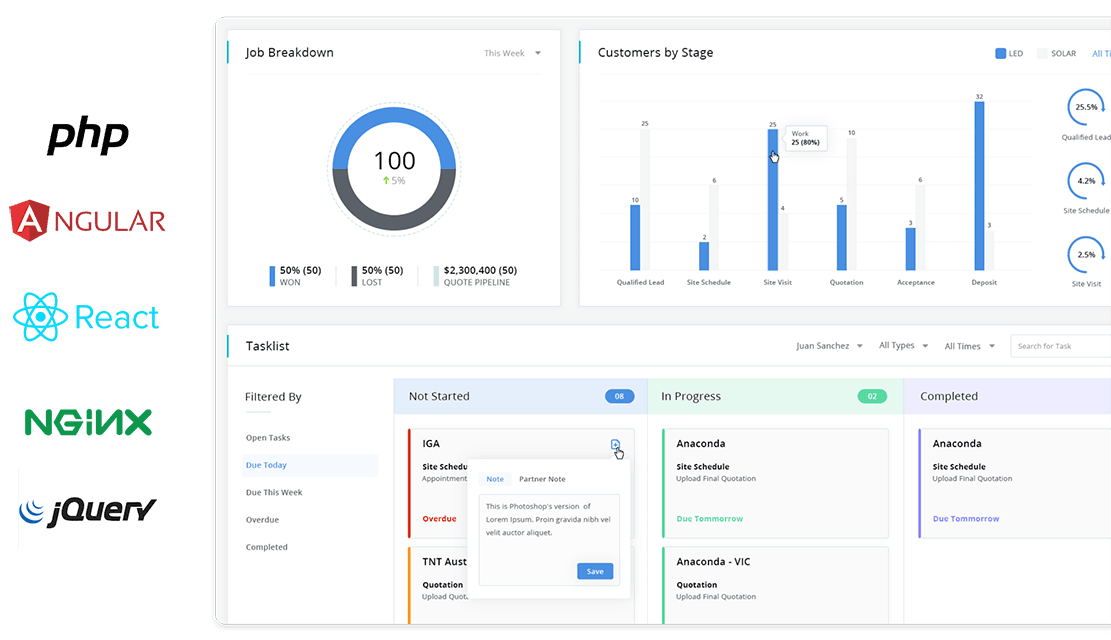 php
ANGULAR
React
NGINX
jQuery
Job Breakdown
This Week
100
5%
50% (50)
WON
50% (50)
LOST
$2,300,400 (50)
QUOTE PIPELINE
Customers by Stage
LED
SOLAR
All Ti
25
10
2
6
25
4
Work
25 (80%)
5
10
3
6
32
3
Qualified Lead
Site Schedule
Site Visit
Quotation
Acceptance
Deposit
25.5%
Qualified Lead
4.2%
Site Schedule
2.5%
Site Visit
Tasklist
Juan Sanchez
All Types
All Times
Search for Task
Filtered By
Open Tasks
Due Today
Due This Week
Overdue
Completed
Not Started
08
IGA
Site Schedu
Appointment
Overdue
Note
Partner Note
This is Photoshop's version of
Lorem Ipsum. Proin gravida nibh vel
velit auctor aliquet.
Save
TNT Aust
Quotation
Upload Quot
In Progress
02
Anaconda
Site Schedule
Upload Final Quotation
Due Tommorrow
Anaconda - VIC
Quotation
Upload Final Quotation
Completed
Anaconda
Site Schedule
Upload Final Quotation
Due Tommorrow